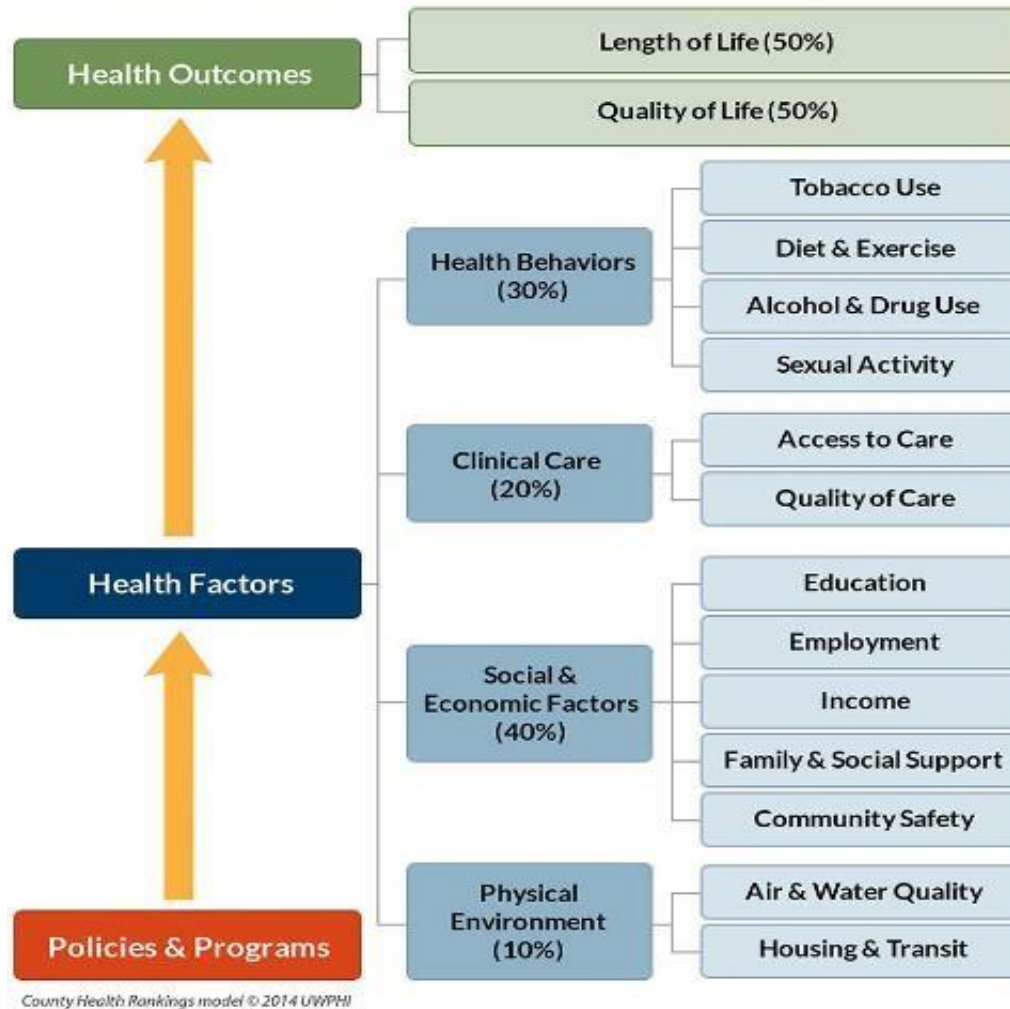 Health Outcomes
Length of Life (50%)
Quality of Life (50%)
Health Factors
Health Behaviors
(30%)
Tobacco Use
Diet & Exercise
Alcohol & Drug Use
Sexual Activity
Clinical Care
(20%)
Access to Care
Quality of Care
Social &
Economic Factors
(40%)
Education
Employment
Income
Family & Social Support
Community Safety
Physical
Environment
(10%)
Air & Water Quality
Housing & Transit
Policies & Programs
County Health Rankings model © 2014 UWPHI